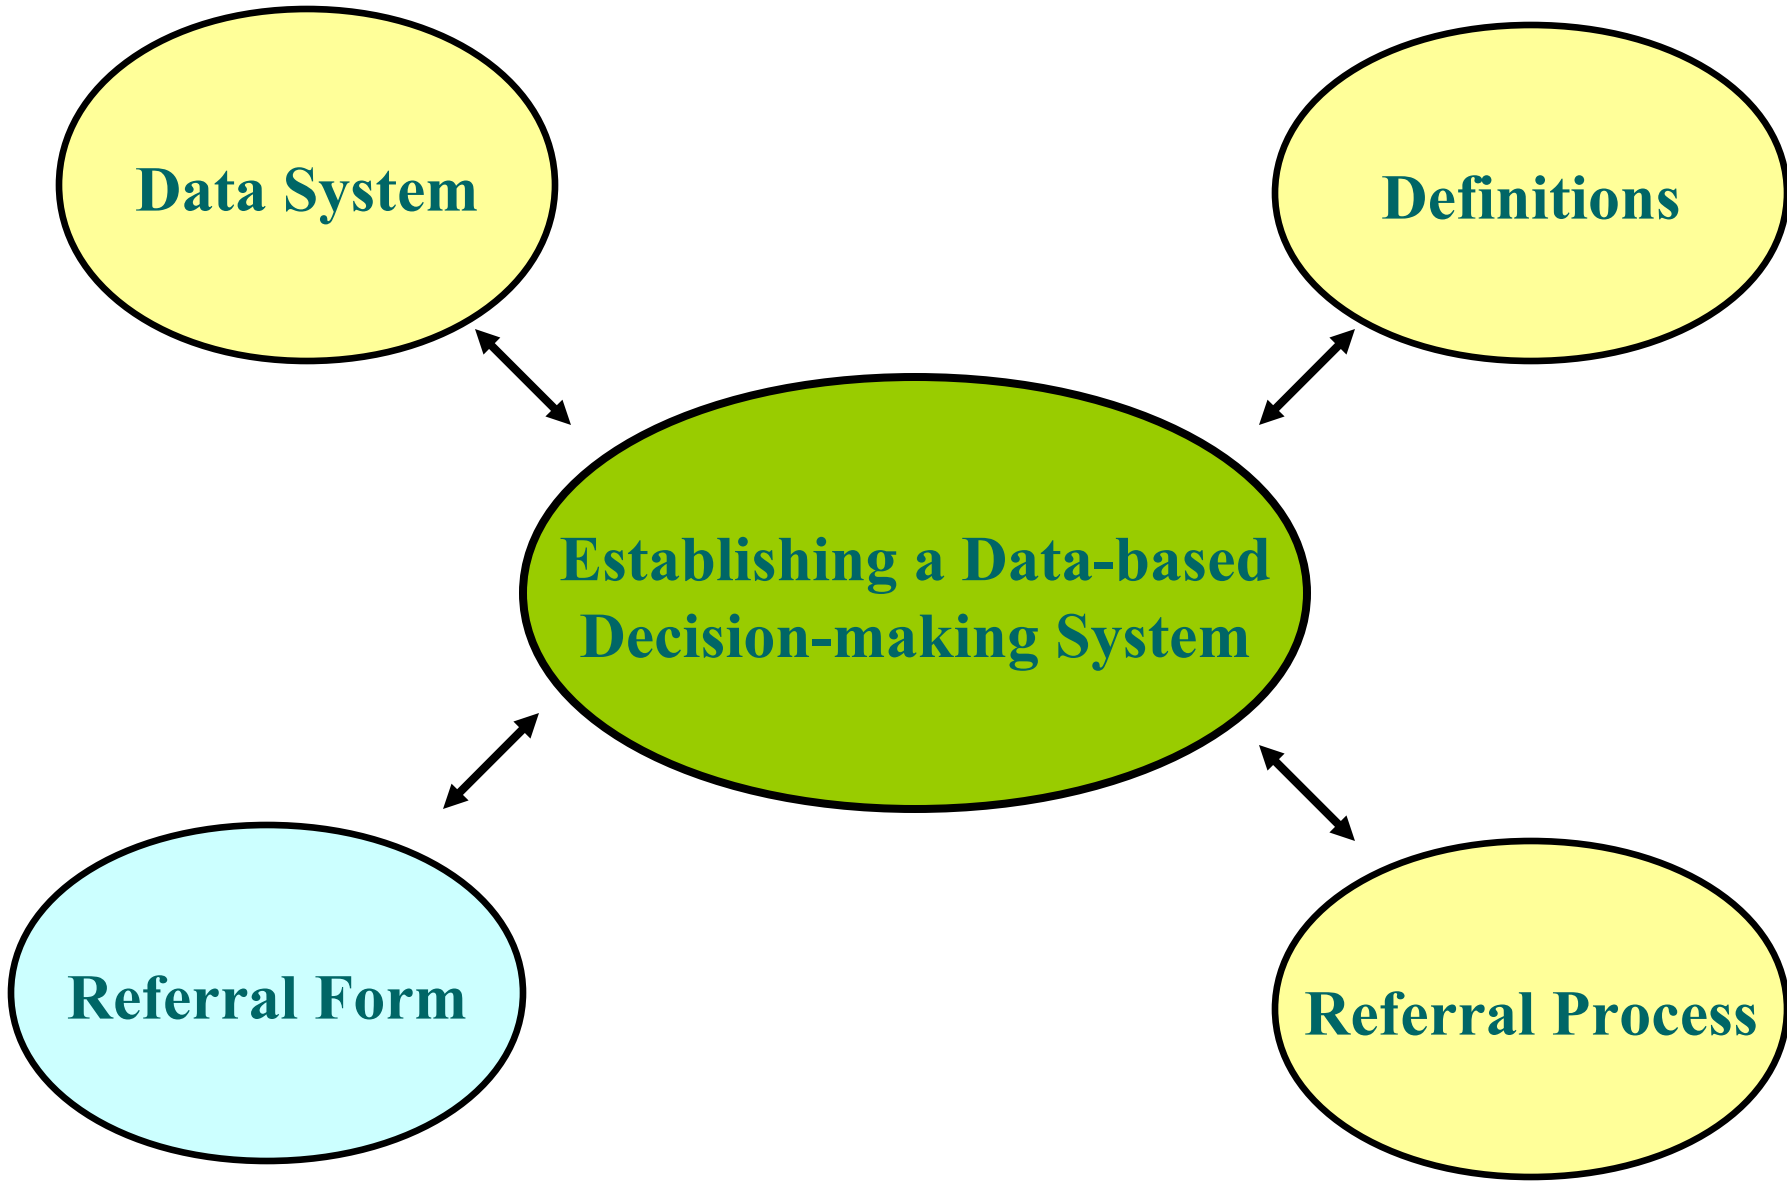 Data System
Definitions
Establishing a Data-based
Decision-making System
Referral Form
Referral Process